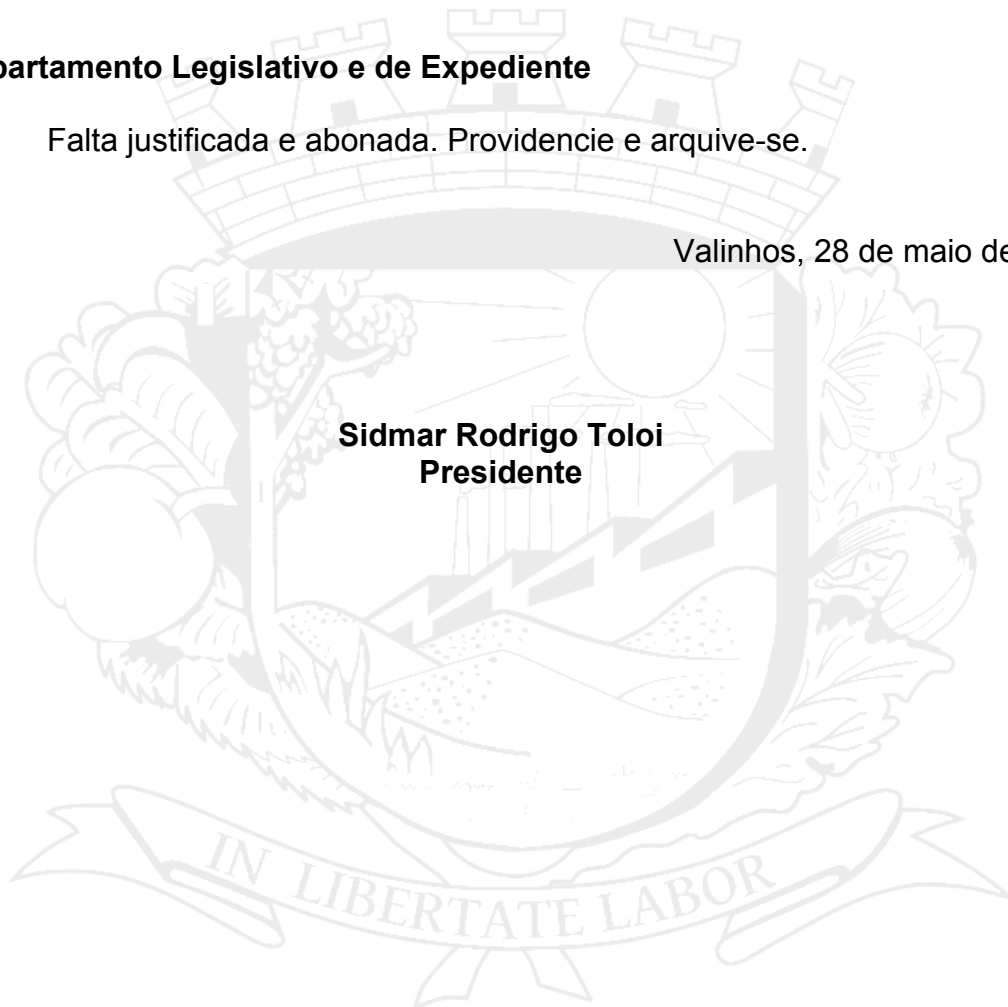 partamento Legislativo e de Expediente
Falta justificada e abonada. Providencie e arquive-se.
Valinhos, 28 de maio de
Sidmar Rodrigo Toloi
Presidente
IN LIBERTATE LABOR